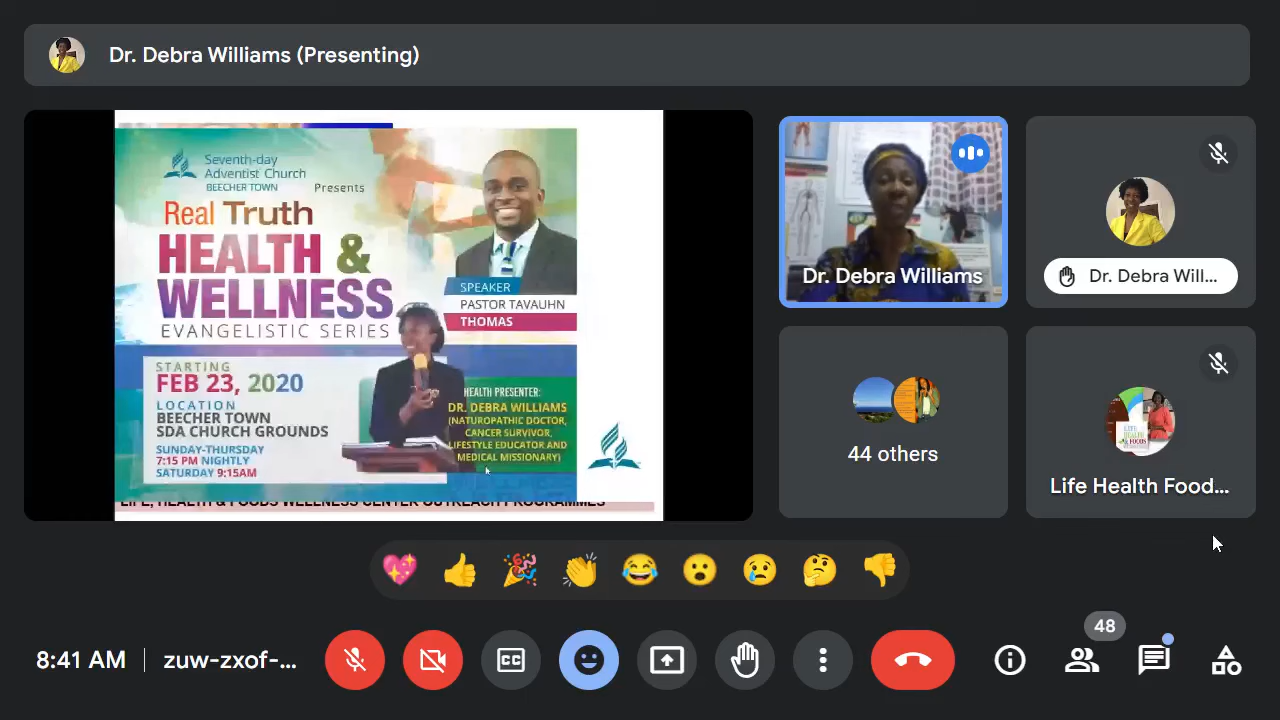 Dr. Debra Williams (Presenting)
Seventh-day
Adventist Church
BEECHER TOWN
Presents
Real Truth
HEALTH &
WELLNESS
EVANGELISTIC SERIES
SPEAKER
PASTOR TAVAUHN
THOMAS
STARTING
FEB 23, 2020
LOCATION
BEECHER TOWN
SDA CHURCH GROUNDS
SUNDAY-THURSDAY
7:15 PM NIGHTLY
SATURDAY 9:15AM
HEALTH PRESENTER:
DR. DEBRA WILLIAMS
(NATUROPATHIC DOCTOR,
CANCER SURVIVOR,
LIFESTYLE EDUCATOR AND
MEDICAL MISSIONARY)
LIFE, HEALTH & FOODS WELLNESS CENTER OUTREACH PROGRAMMES
Dr. Debra Williams
Dr. Debra Will...
44 others
Life Health Food...
8:41 AM
zuw-zxof-...
CC
48